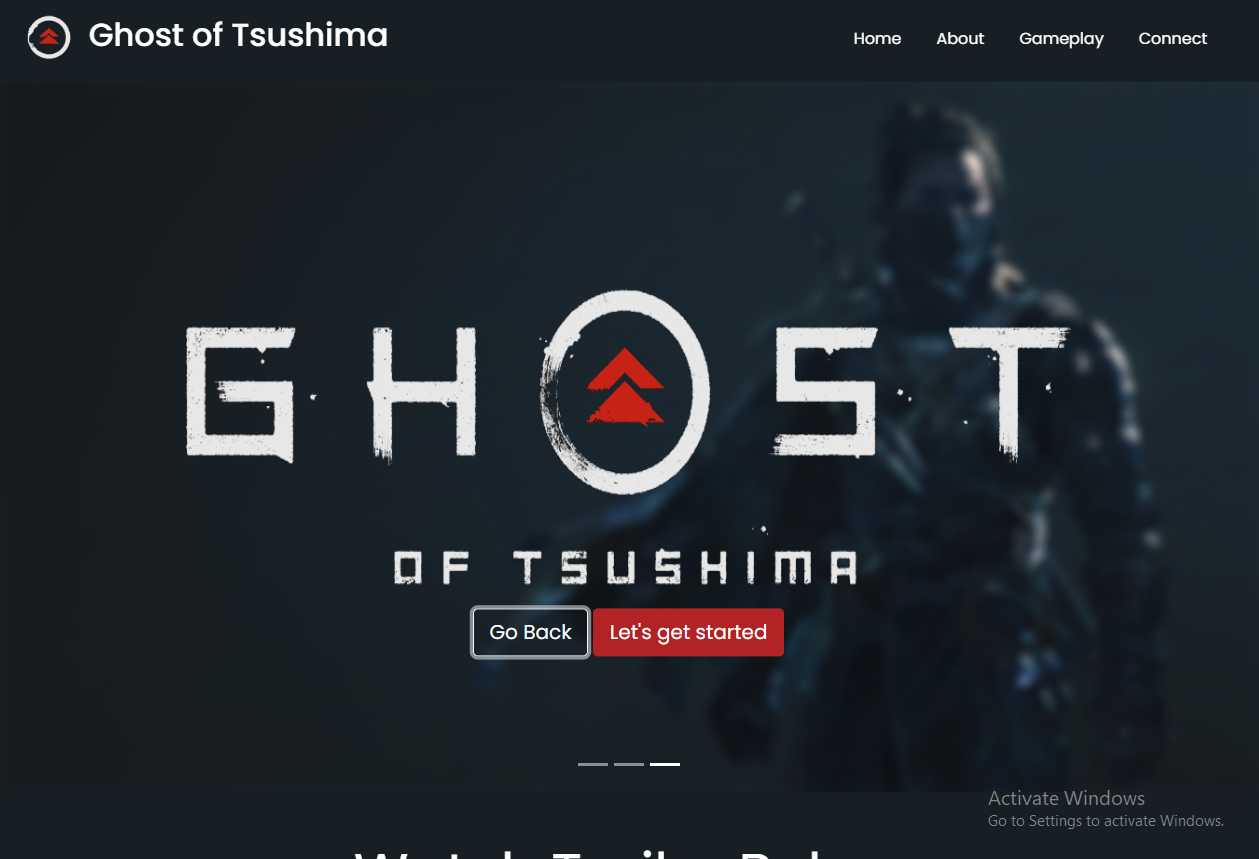 Ghost of Tsushima
Home About Gameplay Connect
GHOST
OF TSUSHIMA
Go Back Let's get started
Activate Windows
Go to Settings to activate Windows.